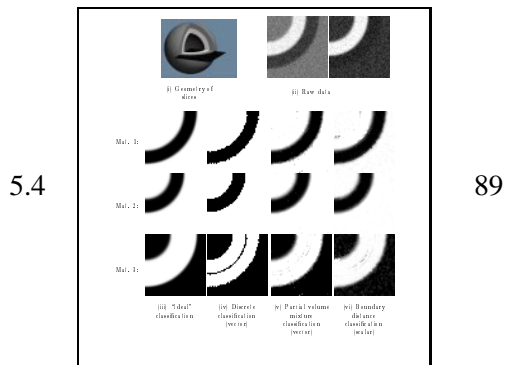 (i) Geometry of
slices
(ii) Raw data
Mat. 1:
5.4
89
Mat. 2:
Mat. 3:
(iii) "Ideal"
classification
(iv) Discrete
classification
(vector)
(v) Partial volume
mixture
classification
(vector)
(vi) Boundary
distance
classification
(scalar)